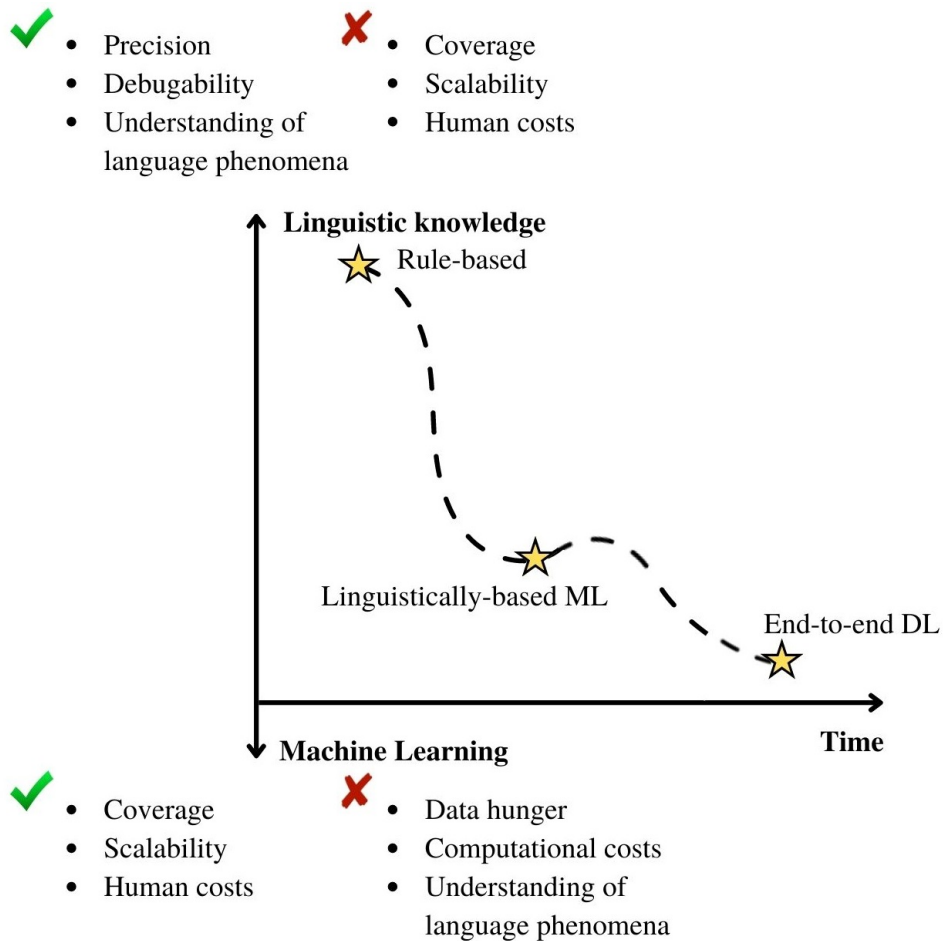 Precision
Debugability
Understanding of
language phenomena
Coverage
Scalability
Human costs
Linguistic knowledge
Rule-based
Linguistically-based ML
End-to-end DL
Time
Machine Learning
Coverage
Scalability
Human costs
Data hunger
Computational costs
Understanding of
language phenomena